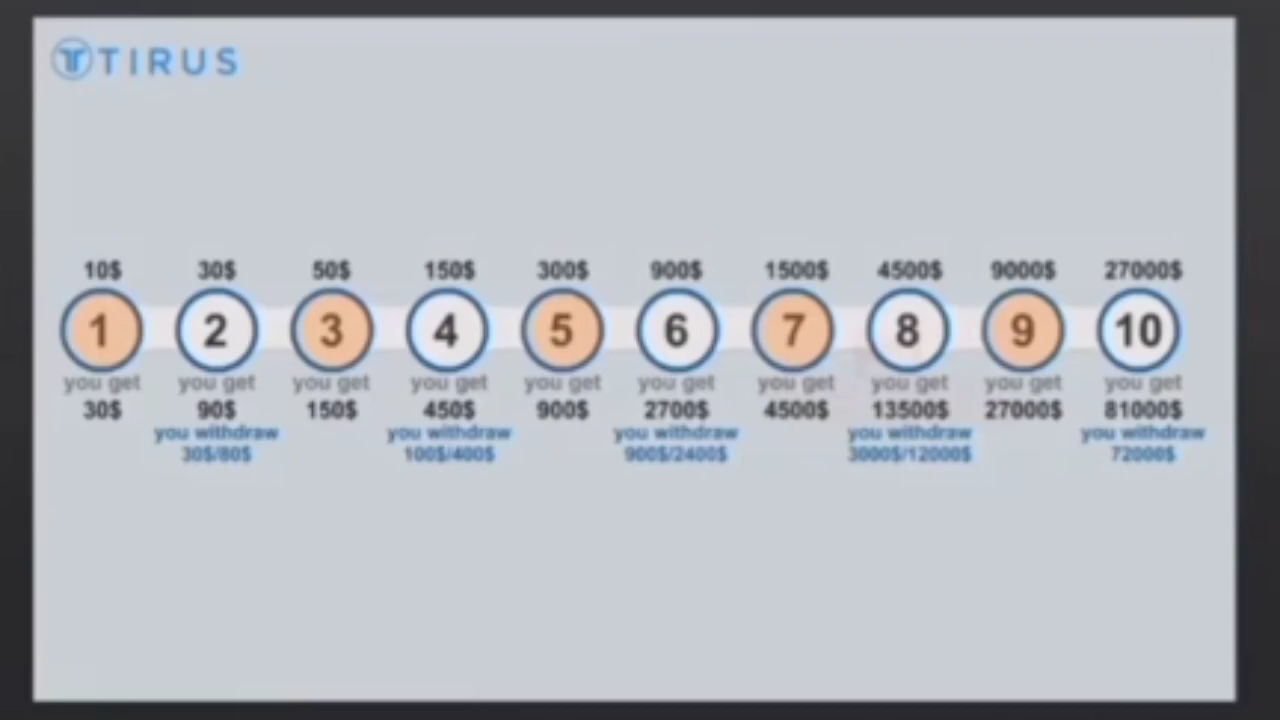 TIRUS
10$ 30$ 50$ 150$ 300$ 900$ 1500$ 4500$ 9000$ 27000$
1 2 3 4 5 6 7 8 9 10
you get you get you get you get you get you get you get you get you get you get
30$ 90$ 150$ 450$ 900$ 2700$ 4500$ 13500$ 27000$ 81000$
you withdraw you withdraw you withdraw you withdraw you withdraw
30$/80$ 100$/400$ 900$/2400$ 3000$/12000$ 72000$